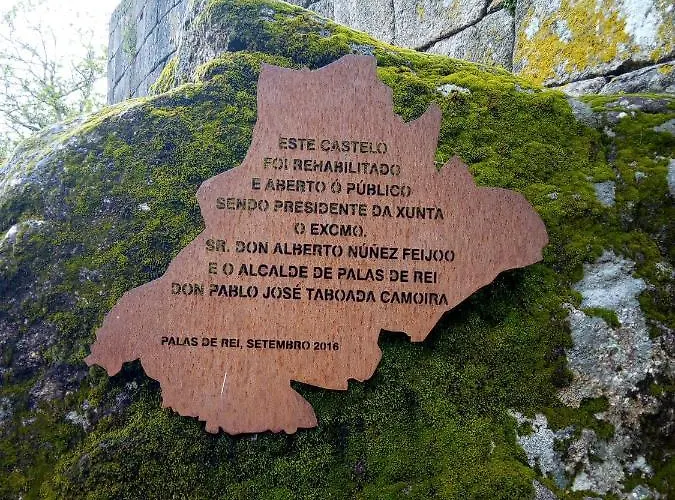 ESTE CASTELO
FOI REHABILITADO
E ABERTO Ó PÚBLICO
SENDO PRESIDENTE DA XUNTA
O EXCMO.
SR. DON ALBERTO NÚÑEZ FEIJOO
E O ALCALDE DE PALAS DE REI
DON PABLO JOSÉ TABOADA CAMOIRA
PALAS DE REI, SETEMBRO 2016